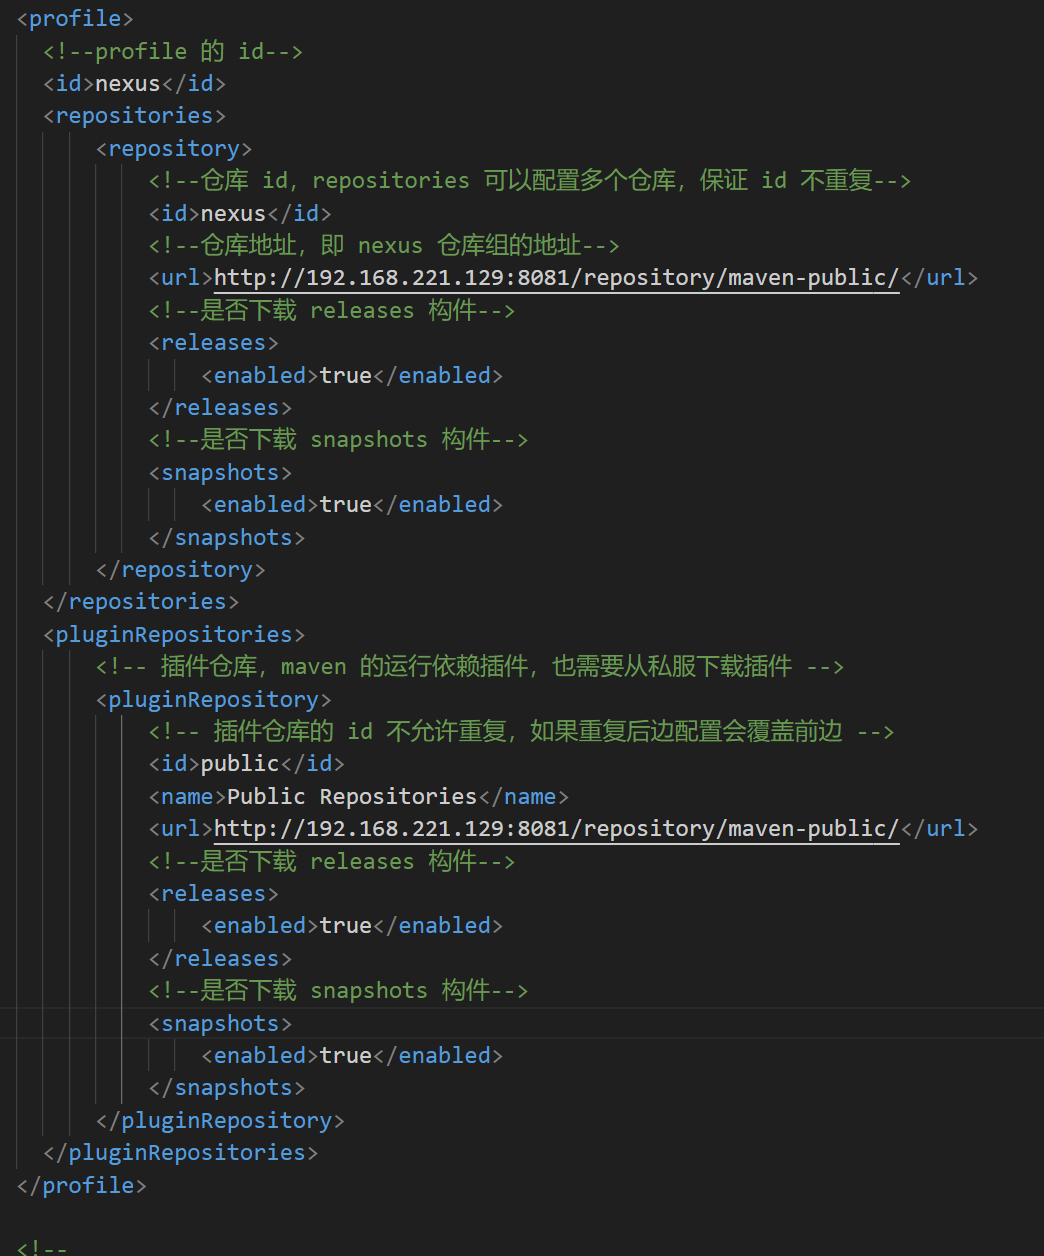 <profile>
<!--profile 的 id-->
<id>nexus</id>
<repositories>
<repository>
<!--仓库 id，repositories 可以配置多个仓库，保证 id 不重复-->
<id>nexus</id>
<!--仓库地址，即 nexus 仓库组的地址-->
<url>http://192.168.221.129:8081/repository/maven-public/</url>
<!--是否下载 releases 构件-->
<releases>
<enabled>true</enabled>
</releases>
<!--是否下载 snapshots 构件-->
<snapshots>
<enabled>true</enabled>
</snapshots>
</repository>
</repositories>
<pluginRepositories>
<!-- 插件仓库，maven 的运行依赖插件，也需要从私服下载插件 -->
<pluginRepository>
<!-- 插件仓库的 id 不允许重复，如果重复后边配置会覆盖前边 -->
<id>public</id>
<name>Public Repositories</name>
<url>http://192.168.221.129:8081/repository/maven-public/</url>
<!--是否下载 releases 构件-->
<releases>
<enabled>true</enabled>
</releases>
<!--是否下载 snapshots 构件-->
<snapshots>
<enabled>true</enabled>
</snapshots>
</pluginRepository>
</pluginRepositories>
</profile>
<!--